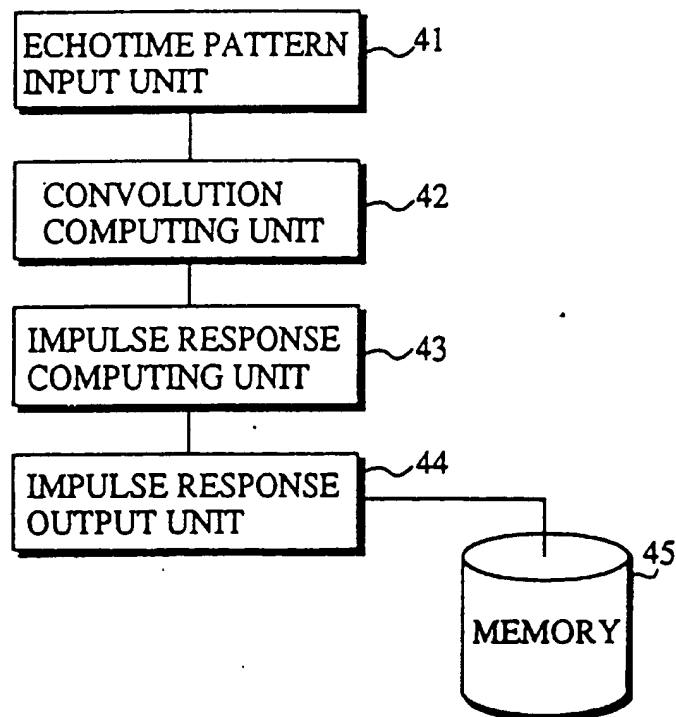 ECHOTIME PATTERN
INPUT UNIT
41
CONVOLUTION
COMPUTING UNIT
42
IMPULSE RESPONSE
COMPUTING UNIT
43
IMPULSE RESPONSE
OUTPUT UNIT
44
45
MEMORY